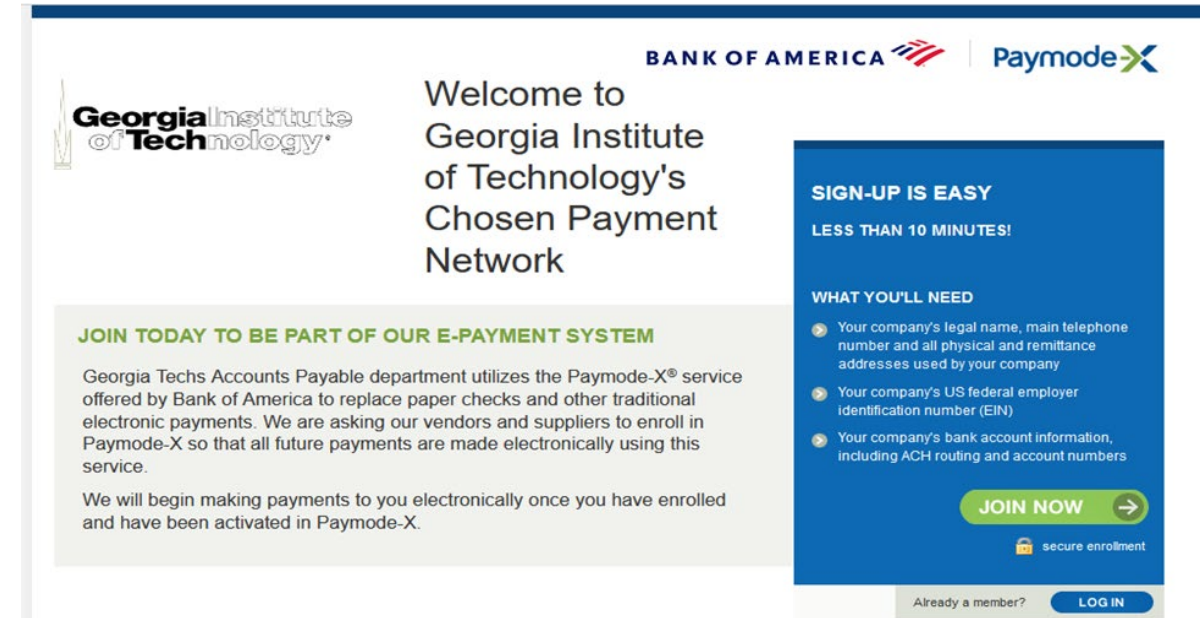 BANK OF AMERICA
Paymode-X
Georgia Institute
of Technology
Welcome to
Georgia Institute
of Technology's
Chosen Payment
Network
JOIN TODAY TO BE PART OF OUR E-PAYMENT SYSTEM
Georgia Techs Accounts Payable department utilizes the Paymode-X® service
offered by Bank of America to replace paper checks and other traditional
electronic payments. We are asking our vendors and suppliers to enroll in
Paymode-X so that all future payments are made electronically using this
service.
We will begin making payments to you electronically once you have enrolled
and have been activated in Paymode-X.
SIGN-UP IS EASY
LESS THAN 10 MINUTES!
WHAT YOU'LL NEED
Your company's legal name, main telephone
number and all physical and remittance
addresses used by your company
Your company's US federal employer
identification number (EIN)
Your company's bank account information,
including ACH routing and account numbers
JOIN NOW
secure enrollment
Already a member?
LOG IN